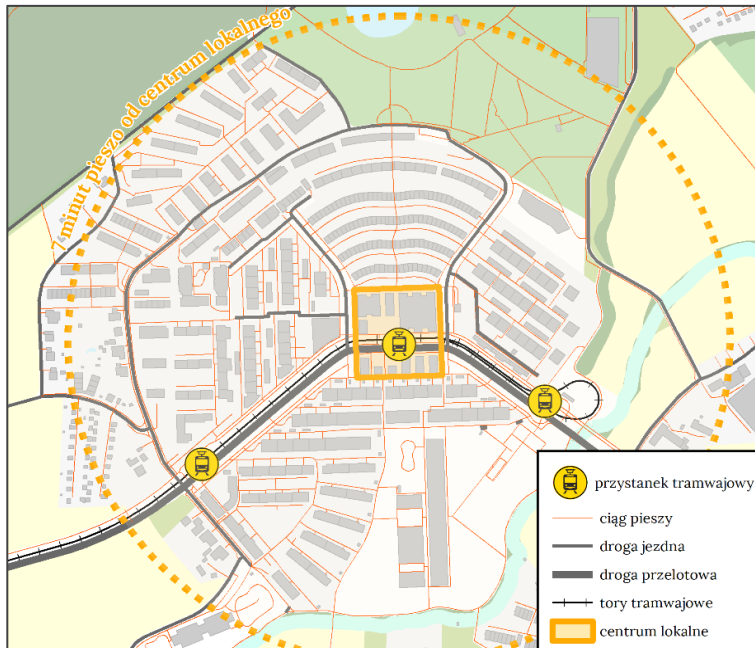 7 minut pieszo od centrum lokalnego
przystanek tramwajowy
ciąg pieszy
droga jezdna
droga przelotowa
tory tramwajowe
centrum lokalne